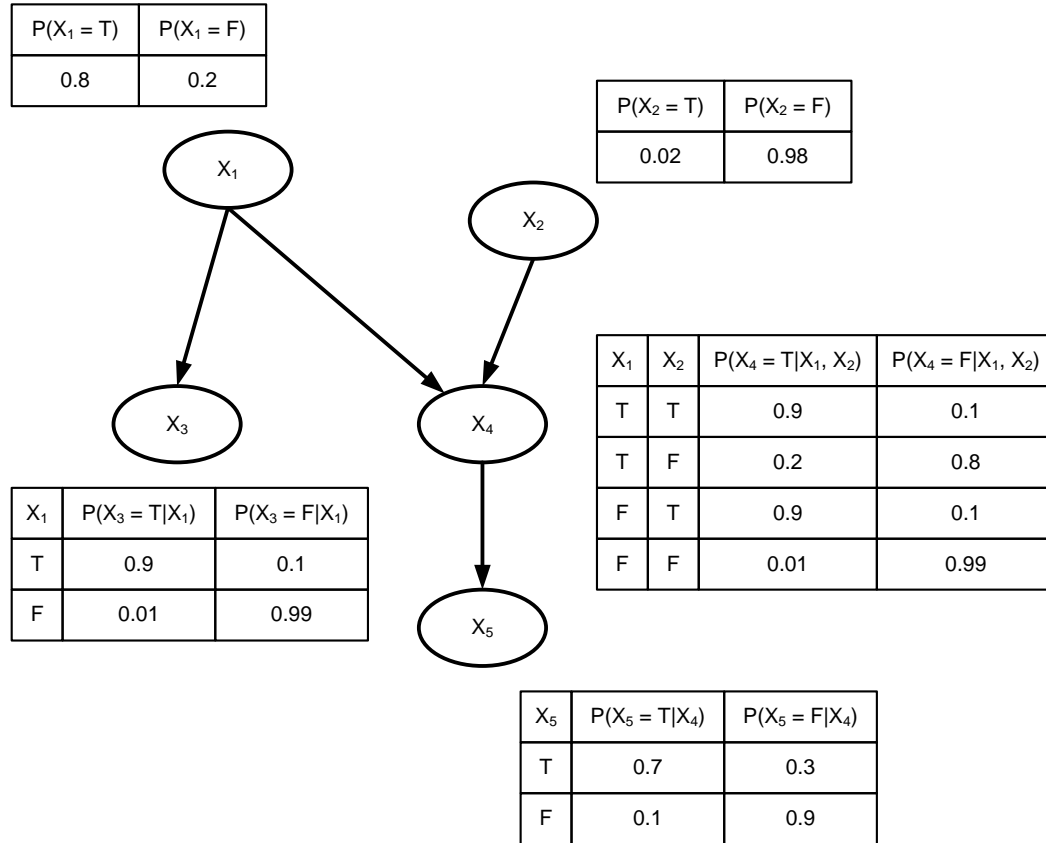 P(X₁ = T) P(X₁ = F)
0.8 0.2
P(X₂ = T) P(X₂ = F)
0.02 0.98
X₁
X₂
X₃
X₄
X₁ X₂ P(X₄ = T|X₁, X₂) P(X₄ = F|X₁, X₂)
T T 0.9 0.1
T F 0.2 0.8
F T 0.9 0.1
F F 0.01 0.99
X₁ P(X₃ = T|X₁) P(X₃ = F|X₁)
T 0.9 0.1
F 0.01 0.99
X₅
X₅ P(X₅ = T|X₄) P(X₅ = F|X₄)
T 0.7 0.3
F 0.1 0.9